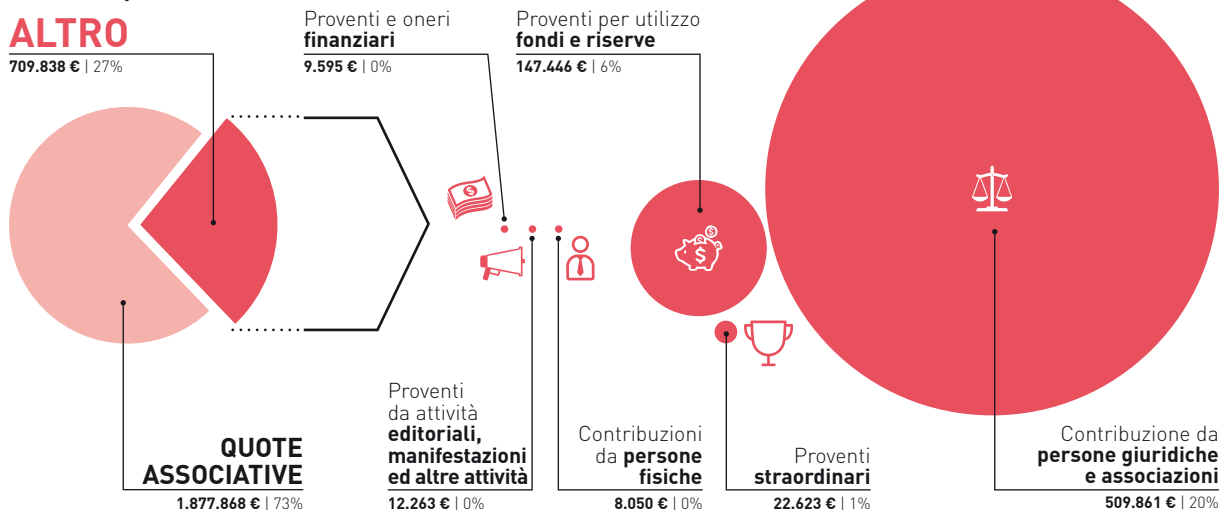 ALTRO
709.838 € | 27%
Proventi e oneri
finanziari
9.595 € | 0%
Proventi per utilizzo
fondi e riserve
147.446 € | 6%
QUOTE
ASSOCIATIVE
1.877.868 € | 73%
Proventi
da attività
editoriali,
manifestazioni
ed altre attività
12.263 € | 0%
Contribuzioni
da persone
fisiche
8.050 € | 0%
Proventi
straordinari
22.623 € | 1%
Contribuzione da
persone giuridiche
e associazioni
509.861 € | 20%